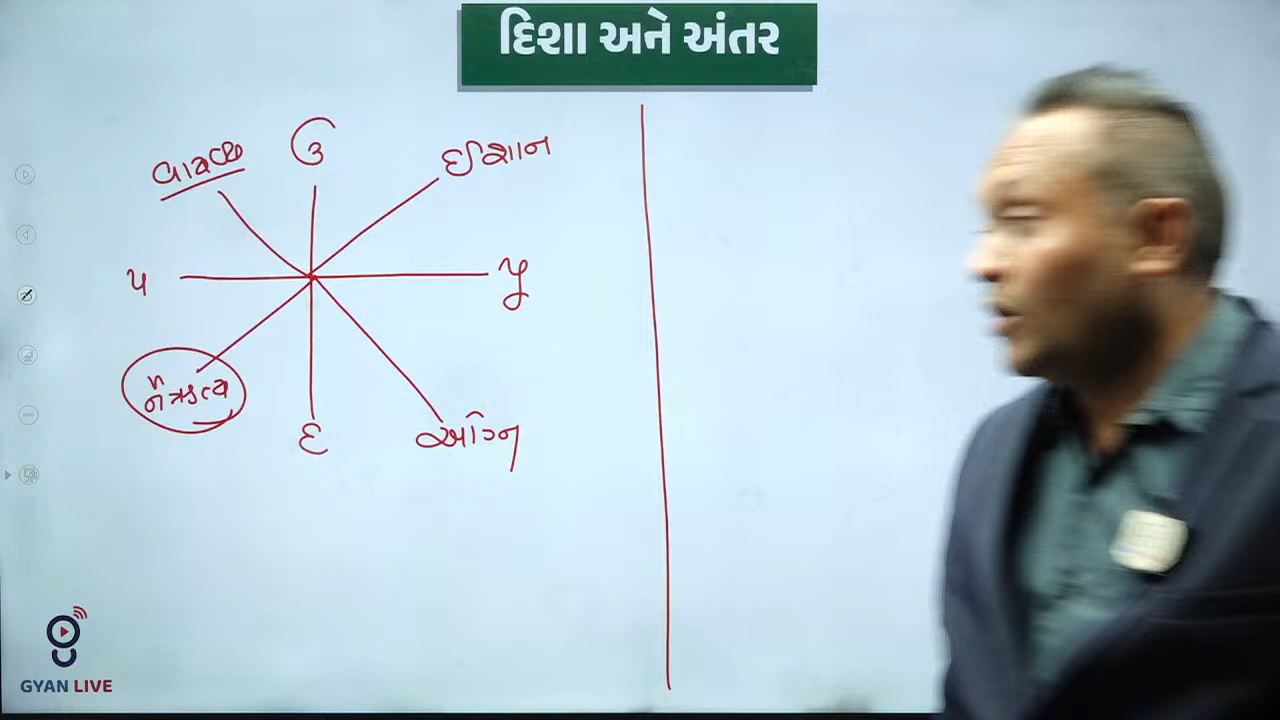 દિશા અને અંતર
વાયવ્ય
ઉ
ઈશાન
પ
પૂ
નૈઋત્ય
દ
અગ્નિ
GYAN LIVE